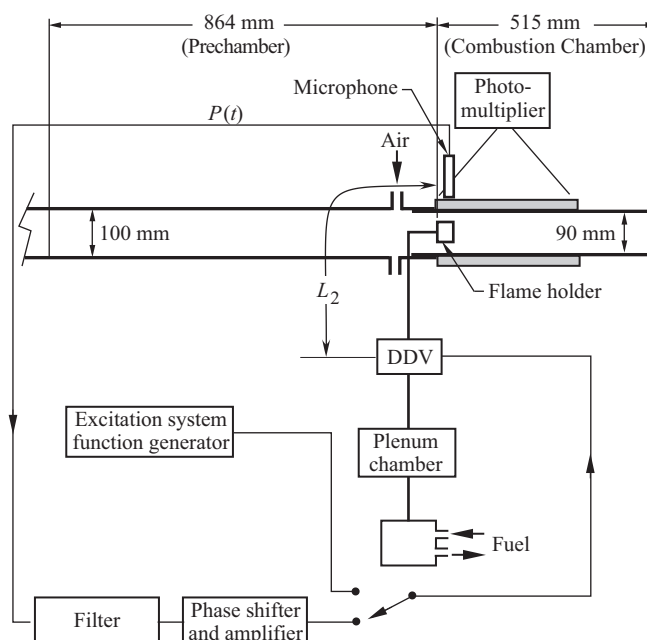 864 mm
(Prechamber)
515 mm
(Combustion Chamber)
Microphone
Photo-
multiplier
P(t)
Air
100 mm
90 mm
L2
Flame holder
DDV
Excitation system
function generator
Plenum
chamber
Fuel
Filter
Phase shifter
and amplifier